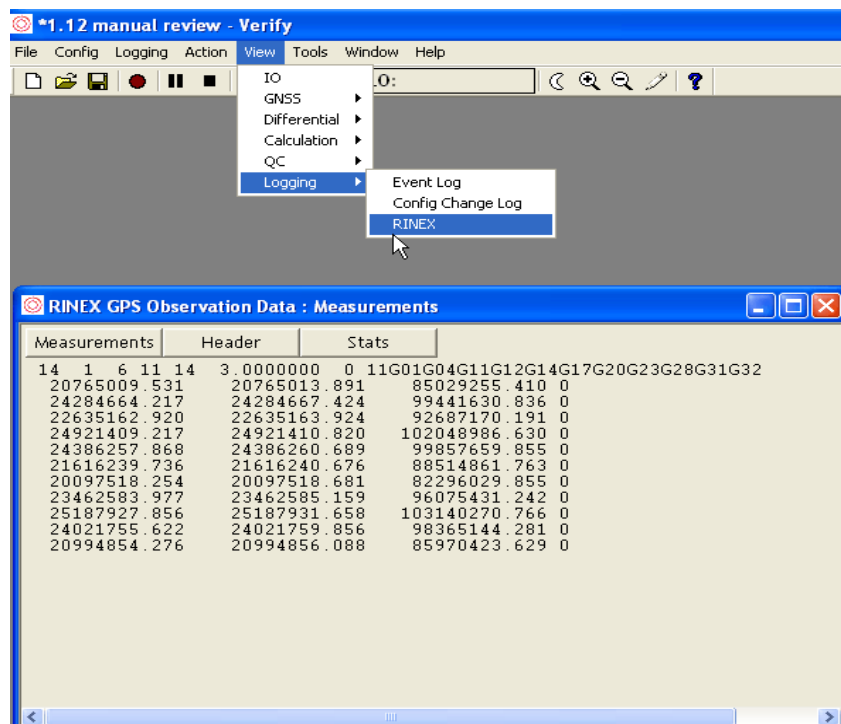 *1.12 manual review - Verify
File Config Logging Action View Tools Window Help
.0:
IO
GNSS
Differential
Calculation
QC
Logging
Event Log
Config Change Log
RINEX
RINEX GPS Observation Data : Measurements
Measurements Header Stats
14 1 6 11 14 3.0000000 0 11G01G04G11G12G14G17G20G23G28G31G32
20765009.531 20765013.891 85029255.410 0
24284664.217 24284667.424 99441630.836 0
22635162.920 22635163.924 92687170.191 0
24921409.217 24921410.820 102048986.630 0
24386257.868 24386260.689 99857659.855 0
21616239.736 21616240.676 88514861.763 0
20097518.254 20097518.681 82296029.855 0
23462583.977 23462585.159 96075431.242 0
25187927.856 25187931.658 103140270.766 0
24021755.622 24021759.856 98365144.281 0
20994854.276 20994856.088 85970423.629 0